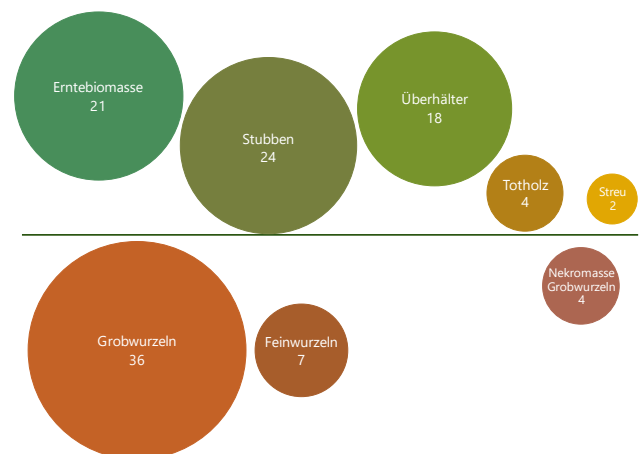 Erntebiomasse
21
Stubben
24
Überhälter
18
Totholz
4
Streu
2
Grobwurzeln
36
Feinwurzeln
7
Nekromasse
Grobwurzeln
4